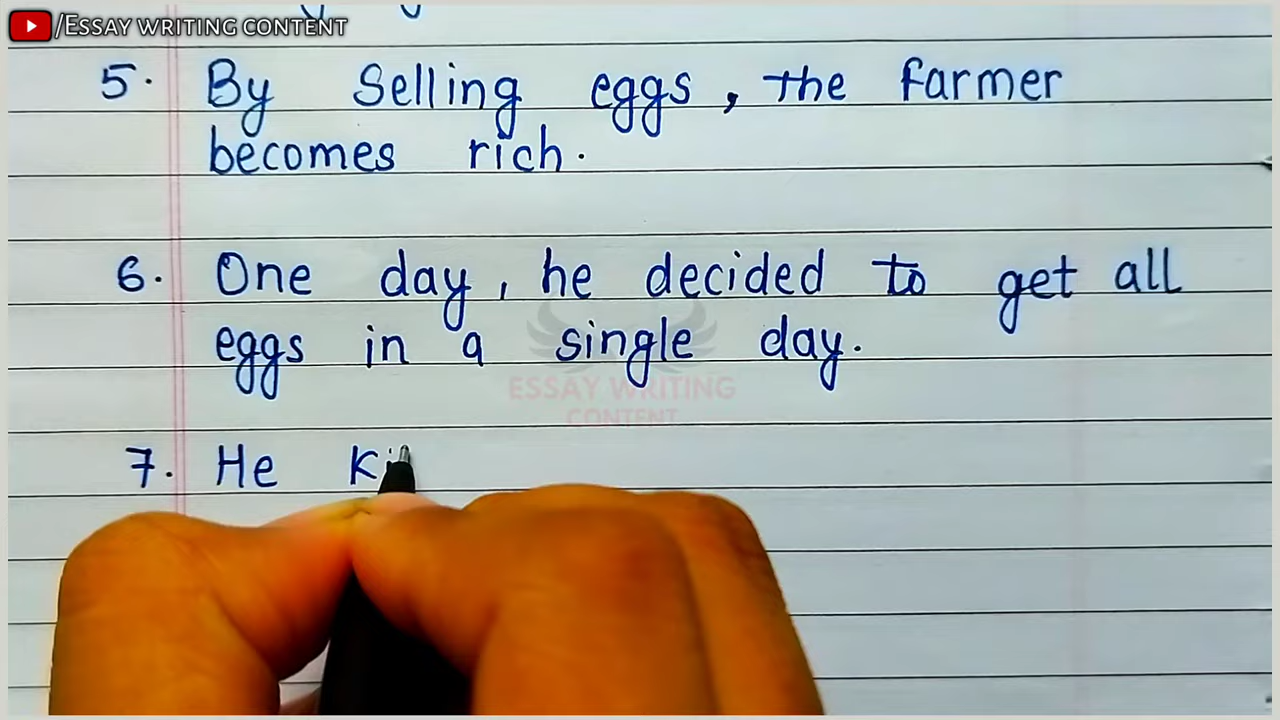 /ESSAY WRITING CONTENT
5. By Selling eggs, the farmer
becomes rich.
6. One day, he decided to get all
eggs in a single day.
ESSAY WRITING
CONTENT
7. He